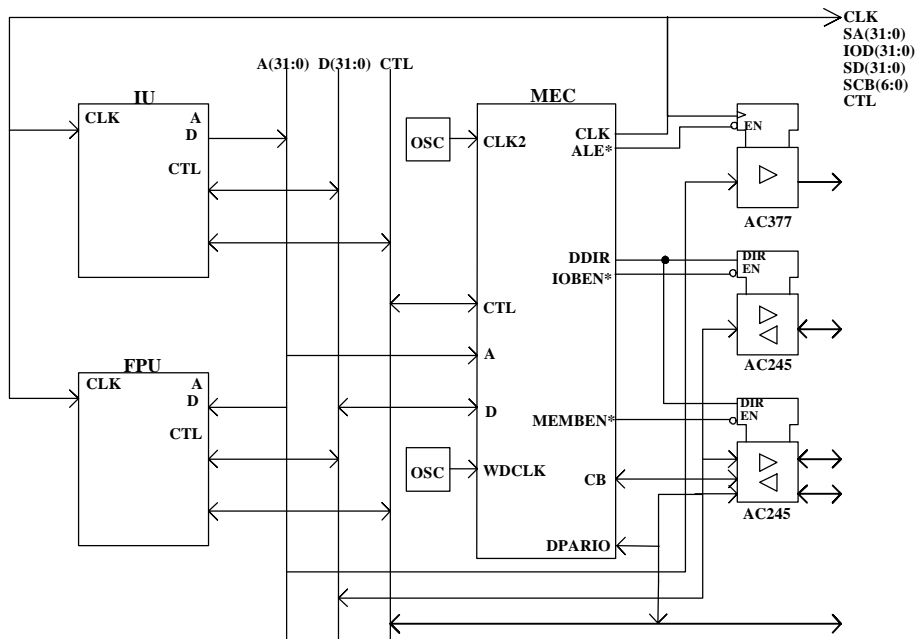 CLK
SA(31:0)
IOD(31:0)
SD(31:0)
SCB(6:0)
CTL
A(31:0) D(31:0) CTL
IU
CLK
A
D
CTL
FPU
CLK
A
D
CTL
OSC
OSC
MEC
CLK2
CLK
ALE*
DDIR
IOBEN*
CTL
A
D
MEMBEN*
WDCLK
CB
DPARIO
EN
AC377
DIR
EN
AC245
DIR
EN
AC245